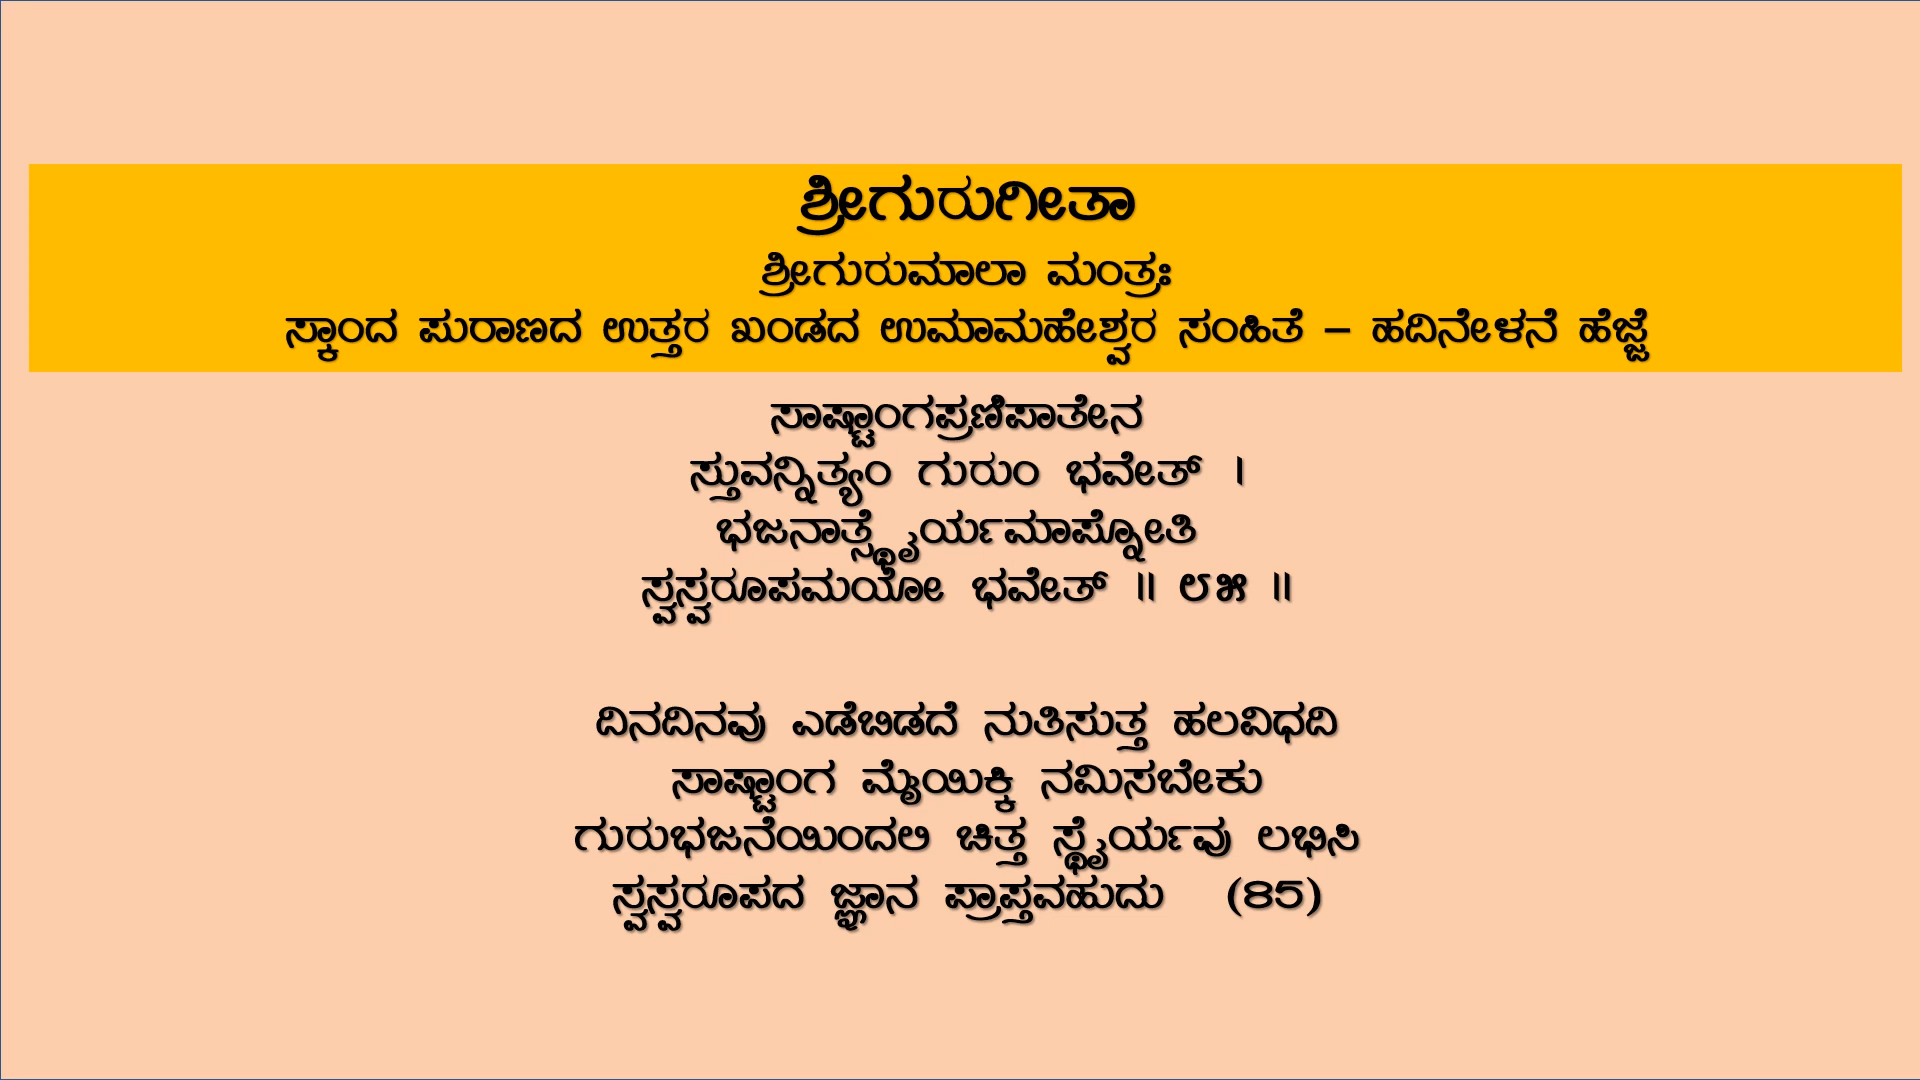 ಶ್ರೀಗುರುಗೀತಾ
ಶ್ರೀಗುರುಮಾಲಾ ಮಂತ್ರಃ
ಸ್ಕಾಂದ ಪುರಾಣದ ಉತ್ತರ ಖಂಡದ ಉಮಾಮಹೇಶ್ವರ ಸಂಹಿತೆ – ಹದಿನೇಳನೆ ಹೆಜ್ಜೆ
ಸಾಷ್ಟಾಂಗಪ್ರಣಿಪಾತೇನ
ಸ್ತುವನ್ನಿತ್ಯಂ ಗುರುಂ ಭವೇತ್ ।
ಭಜನಾತ್ಸ್ಥೈರ್ಯಮಾಪ್ನೋತಿ
ಸ್ವಸ್ವರೂಪಮಯೋ ಭವೇತ್ ॥ ೮೫ ॥
ದಿನದಿನವು ಎಡೆಬಿಡದೆ ನುತಿಸುತ್ತ ಹಲವಿಧದಿ
ಸಾಷ್ಟಾಂಗ ಮೈಯಿಕ್ಕಿ ನಮಿಸಬೇಕು
ಗುರುಭಜನೆಯಿಂದಲಿ ಚಿತ್ತ ಸ್ಥೈರ್ಯವು ಲಭಿಸಿ
ಸ್ವಸ್ವರೂಪದ ಜ್ಞಾನ ಪ್ರಾಪ್ತವಹುದು (85)